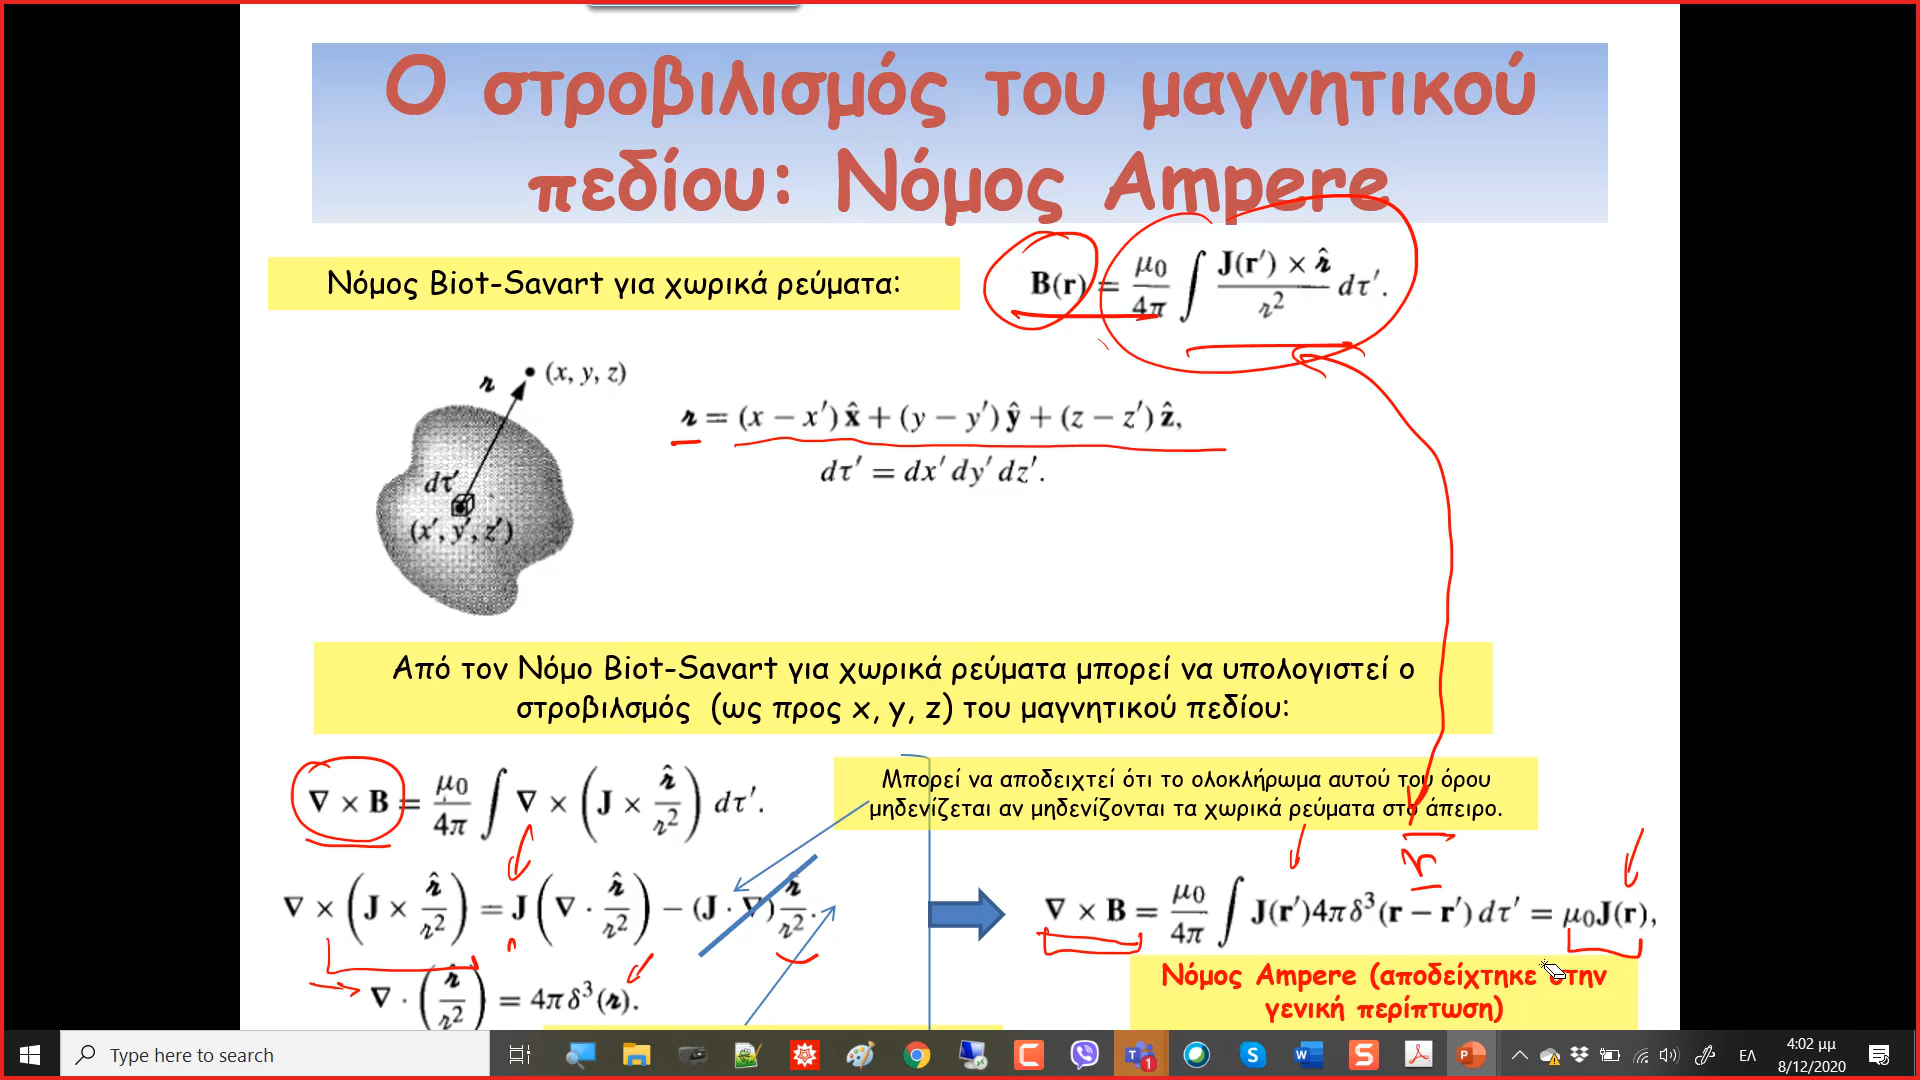 Ο στροβιλισμός του μαγνητικού
πεδίου: Νόμος Ampere
Νόμος Biot-Savart για χωρικά ρεύματα:
B(r) = μ₀/4π ∫ J(r′) × 𝓇̂ / 𝓇² dτ′.
𝓇
(x, y, z)
dτ′
(x′, y′, z′)
𝓇 = (x − x′) x̂ + (y − y′) ŷ + (z − z′) ẑ,
dτ′ = dx′ dy′ dz′.
Από τον Νόμο Biot-Savart για χωρικά ρεύματα μπορεί να υπολογιστεί ο
στροβιλσμός (ως προς x, y, z) του μαγνητικού πεδίου:
∇ × B = μ₀/4π ∫ ∇ × (J × 𝓇̂/𝓇²) dτ′.
Μπορεί να αποδειχτεί ότι το ολοκλήρωμα αυτού του όρου
μηδενίζεται αν μηδενίζονται τα χωρικά ρεύματα στο άπειρο.
∇ × (J × 𝓇̂/𝓇²) = J (∇ · 𝓇̂/𝓇²) − (J · ∇) 𝓇̂/𝓇².
∇ · (𝓇̂/𝓇²) = 4πδ³(𝓇).
r
∇ × B = μ₀/4π ∫ J(r′)4πδ³(r − r′) dτ′ = μ₀J(r),
Νόμος Ampere (αποδείχτηκε στην
γενική περίπτωση)
Type here to search
1
ΕΛ
4:02 μμ
8/12/2020